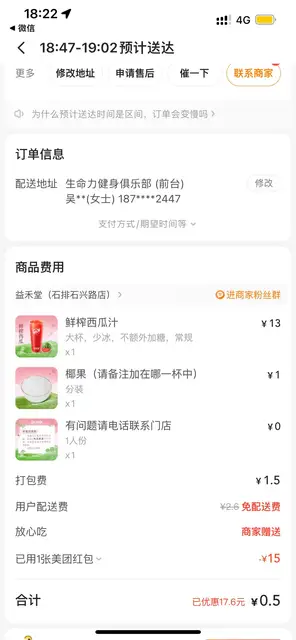 18:22
4G
微信
18:47-19:02预计送达
更多 修改地址 申请售后 催一下 联系商家
为什么预计送达时间是区间，订单会变慢吗
订单信息
配送地址 生命力健身俱乐部 (前台) 修改
吴**(女士) 187****2447
支付方式/期望时间等
商品费用
益禾堂（石排石兴路店） 进商家粉丝群
鲜榨西瓜汁 ¥13
大杯、少冰、不额外加糖，常规
x1
椰果（请备注加在哪一杯中） ¥1
分装
x1
有问题请电话联系门店 ¥0
1人份
x1
打包费 ¥1.5
用户配送费 ¥2.6 免配送费
放心吃 商家赠送
已用1张美团红包 -¥15
合计 已优惠17.6元 ¥0.5